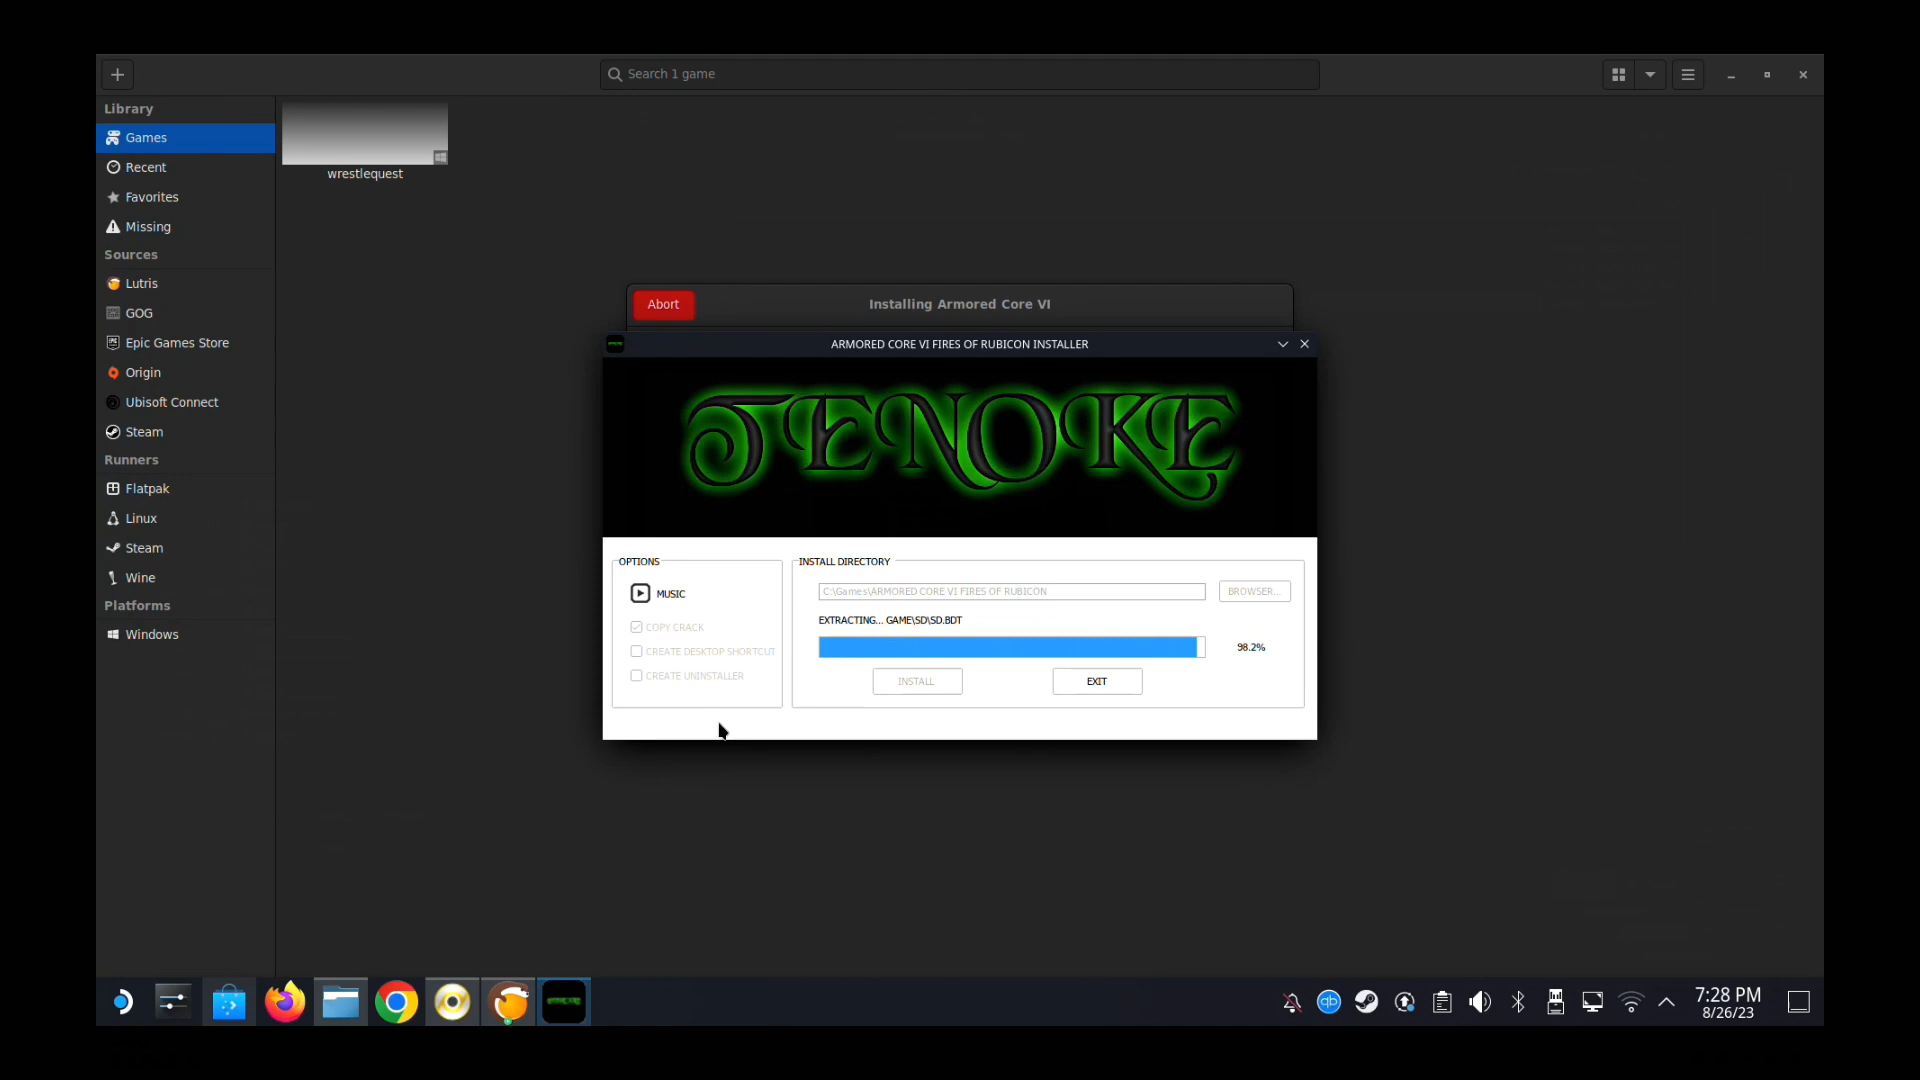 Search 1 game
Library
Games
Recent
Favorites
Missing
Sources
Lutris
GOG
Epic Games Store
Origin
Ubisoft Connect
Steam
Runners
Flatpak
Linux
Steam
Wine
Platforms
Windows
wrestlequest
Abort
Installing Armored Core VI
ARMORED CORE VI FIRES OF RUBICON INSTALLER
TENOKE
OPTIONS
MUSIC
COPY CRACK
CREATE DESKTOP SHORTCUT
CREATE UNINSTALLER
INSTALL DIRECTORY
C:\Games\ARMORED CORE VI FIRES OF RUBICON
BROWSER...
EXTRACTING... GAME\SD\SD.BDT
98.2%
INSTALL
EXIT
qb
7:28 PM
8/26/23